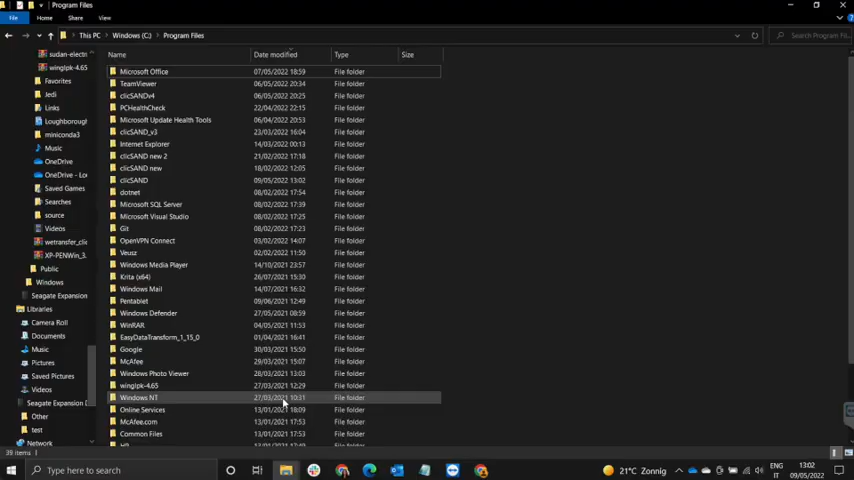 Program Files
File
Home
Share
View
This PC > Windows (C:) > Program Files
Search Program Files
Name
Date modified
Type
Size
sudan-electri
winglpk-4.65
Favorites
Jedi
Links
Loughborough
miniconda3
Music
OneDrive
OneDrive - Lo
Saved Games
Searches
source
Videos
wetransfer_clic
XP-PENWin_3.
Public
Windows
Seagate Expansion
Libraries
Camera Roll
Documents
Music
Pictures
Saved Pictures
Videos
Seagate Expansion D
Other
test
Network
Microsoft Office 07/05/2022 18:59 File folder
TeamViewer 06/05/2022 20:34 File folder
clicSANDv4 06/05/2022 20:25 File folder
PCHealthCheck 22/04/2022 22:15 File folder
Microsoft Update Health Tools 06/04/2022 20:53 File folder
clicSAND_v3 23/03/2022 16:04 File folder
Internet Explorer 14/03/2022 00:13 File folder
clicSAND new 2 21/02/2022 17:18 File folder
clicSAND new 18/02/2022 12:05 File folder
clicSAND 09/05/2022 13:02 File folder
dotnet 08/02/2022 17:54 File folder
Microsoft SQL Server 08/02/2022 17:39 File folder
Microsoft Visual Studio 08/02/2022 17:25 File folder
Git 08/02/2022 17:23 File folder
OpenVPN Connect 03/02/2022 14:07 File folder
Veusz 02/02/2022 11:50 File folder
Windows Media Player 14/10/2021 23:57 File folder
Krita (x64) 26/07/2021 15:30 File folder
Windows Mail 14/07/2021 16:32 File folder
Pentablet 09/06/2021 12:49 File folder
Windows Defender 27/05/2021 08:59 File folder
WinRAR 04/05/2021 11:53 File folder
EasyDataTransform_1_15_0 01/04/2021 16:41 File folder
Google 30/03/2021 15:50 File folder
McAfee 29/03/2021 15:07 File folder
Windows Photo Viewer 28/03/2021 13:03 File folder
winglpk-4.65 27/03/2021 12:29 File folder
Windows NT 27/03/2021 10:31 File folder
Online Services 13/01/2021 18:09 File folder
McAfee.com 13/01/2021 17:53 File folder
Common Files 13/01/2021 17:53 File folder
39 items
Type here to search
21°C Zonnig
ENG
IT
13:02
09/05/2022